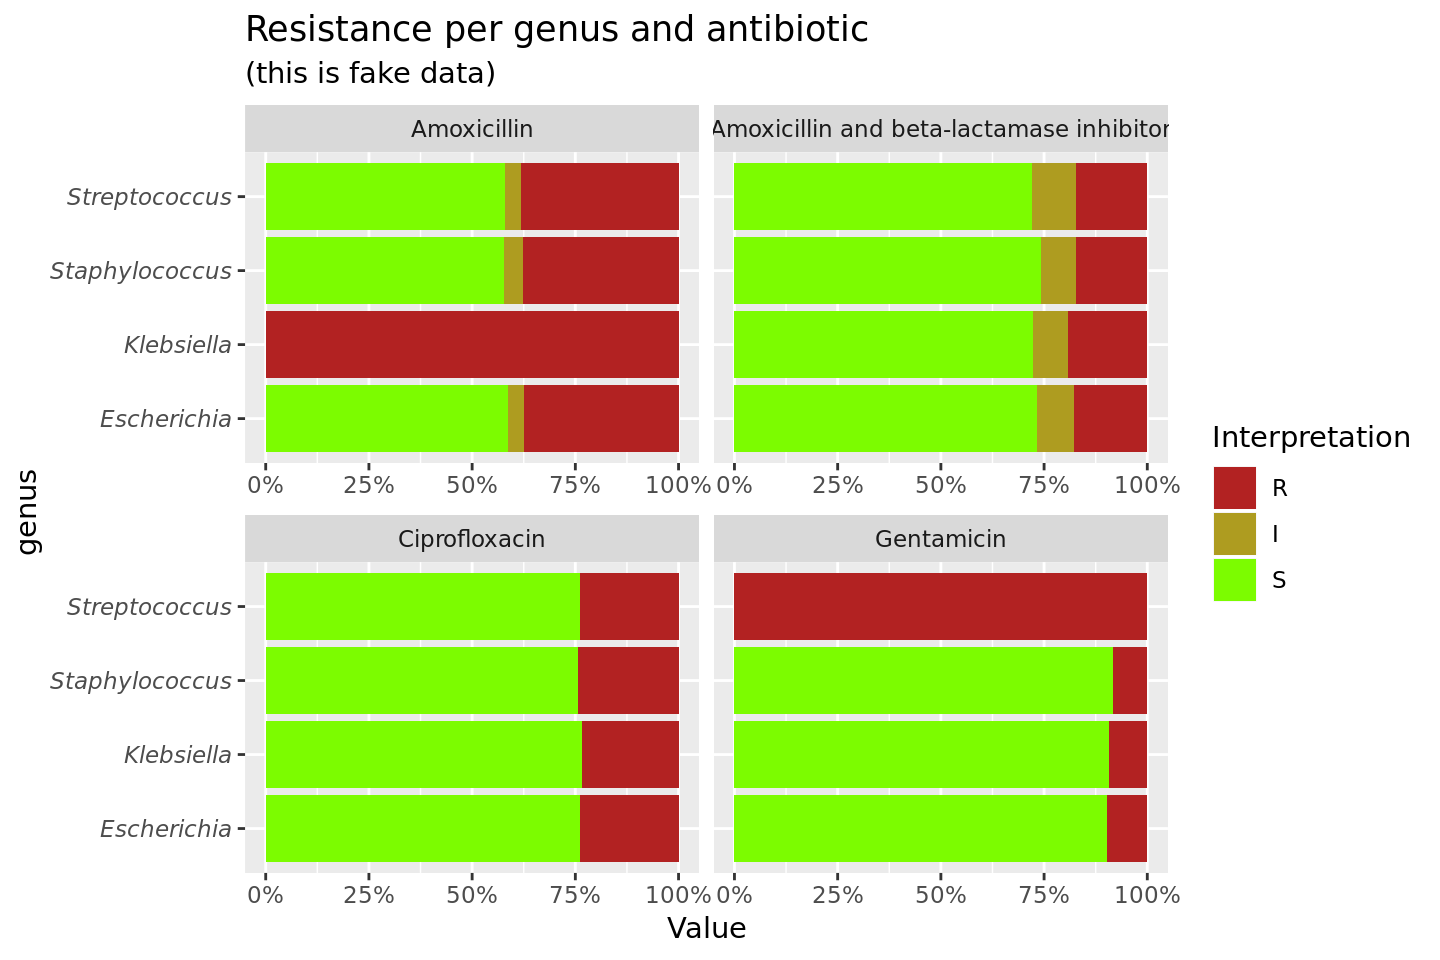 Resistance per genus and antibiotic
(this is fake data)
Amoxicillin
Amoxicillin and beta-lactamase inhibitor
Streptococcus
Staphylococcus
Klebsiella
Escherichia
0% 25% 50% 75% 100% 0% 25% 50% 75% 100%
genus
Ciprofloxacin
Gentamicin
Streptococcus
Staphylococcus
Klebsiella
Escherichia
0% 25% 50% 75% 100% 0% 25% 50% 75% 100%
Value
Interpretation
R
I
S